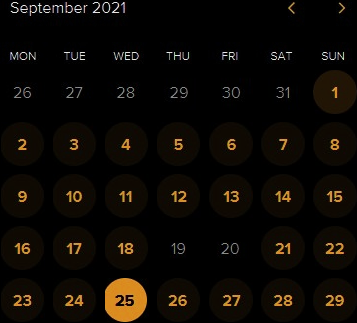 September 2021
MON TUE WED THU FRI SAT SUN
26 27 28 29 30 31 1
2 3 4 5 6 7 8
9 10 11 12 13 14 15
16 17 18 19 20 21 22
23 24 25 26 27 28 29